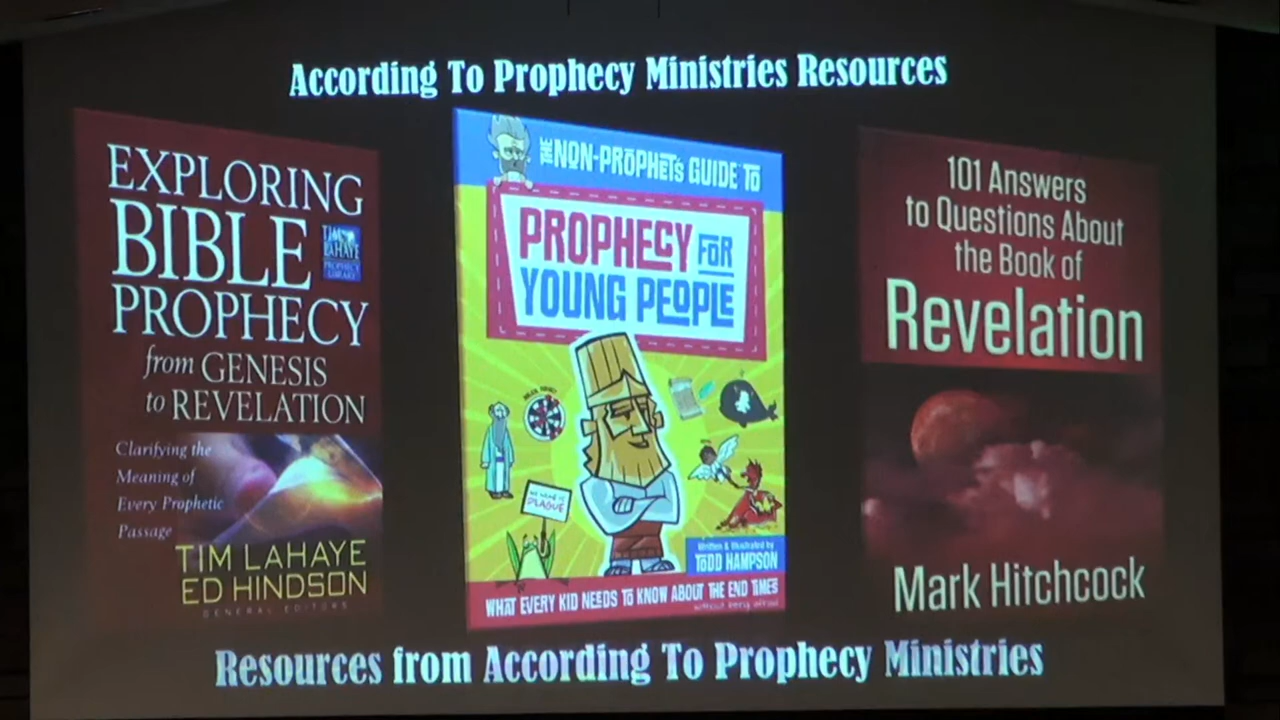 According To Prophecy Ministries Resources
EXPLORING
BIBLE
PROPHECY
from GENESIS
to REVELATION
TIM
LAHAYE
PROPHECY
LIBRARY
Clarifying the
Meaning of
Every Prophetic
Passage
TIM LAHAYE
ED HINDSON
GENERAL EDITORS
THE NON-PROPHET'S GUIDE TO
PROPHECY FOR
YOUNG PEOPLE
PLAGUE
Written & Illustrated by
TODD HAMPSON
WHAT EVERY KID NEEDS TO KNOW ABOUT THE END TIMES
101 Answers
to Questions About
the Book of
Revelation
Mark Hitchcock
Resources from According To Prophecy Ministries